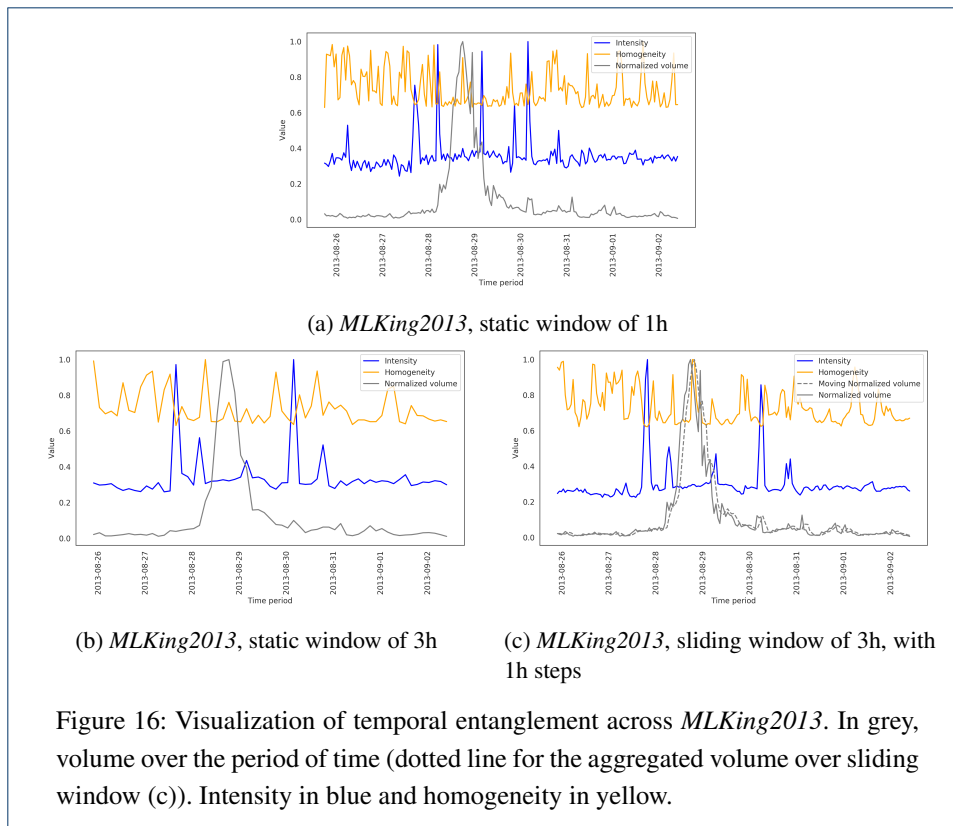 Intensity
Homogeneity
Normalized volume
1.0
0.8
0.6
0.4
0.2
0.0
Value
2013-08-26
2013-08-27
2013-08-28
2013-08-29
2013-08-30
2013-08-31
2013-09-01
2013-09-02
Time period
(a) MLKing2013, static window of 1h
Intensity
Homogeneity
Normalized volume
1.0
0.8
0.6
0.4
0.2
0.0
Value
2013-08-26
2013-08-27
2013-08-28
2013-08-29
2013-08-30
2013-08-31
2013-09-01
2013-09-02
Time period
(b) MLKing2013, static window of 3h
Intensity
Homogeneity
Moving Normalized volume
Normalized volume
1.0
0.8
0.6
0.4
0.2
0.0
Value
2013-08-26
2013-08-27
2013-08-28
2013-08-29
2013-08-30
2013-08-31
2013-09-01
2013-09-02
Time period
(c) MLKing2013, sliding window of 3h, with
1h steps
Figure 16: Visualization of temporal entanglement across MLKing2013. In grey,
volume over the period of time (dotted line for the aggregated volume over sliding
window (c)). Intensity in blue and homogeneity in yellow.